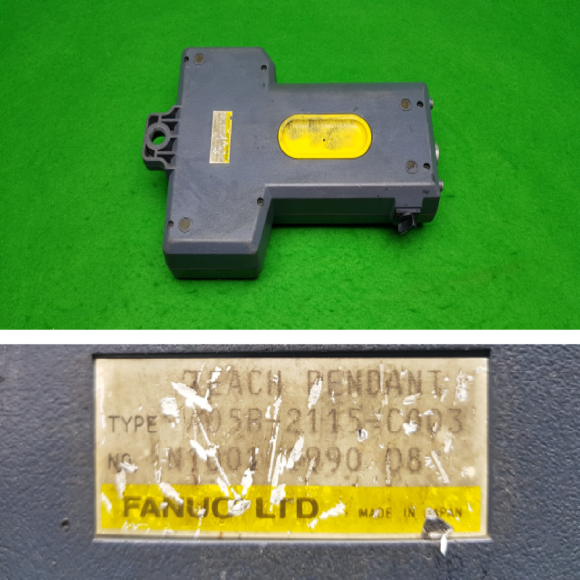 TEACH PENDANT
TYPE A05B-2115-C003
NO.
FANUC LTD MADE IN JAPAN